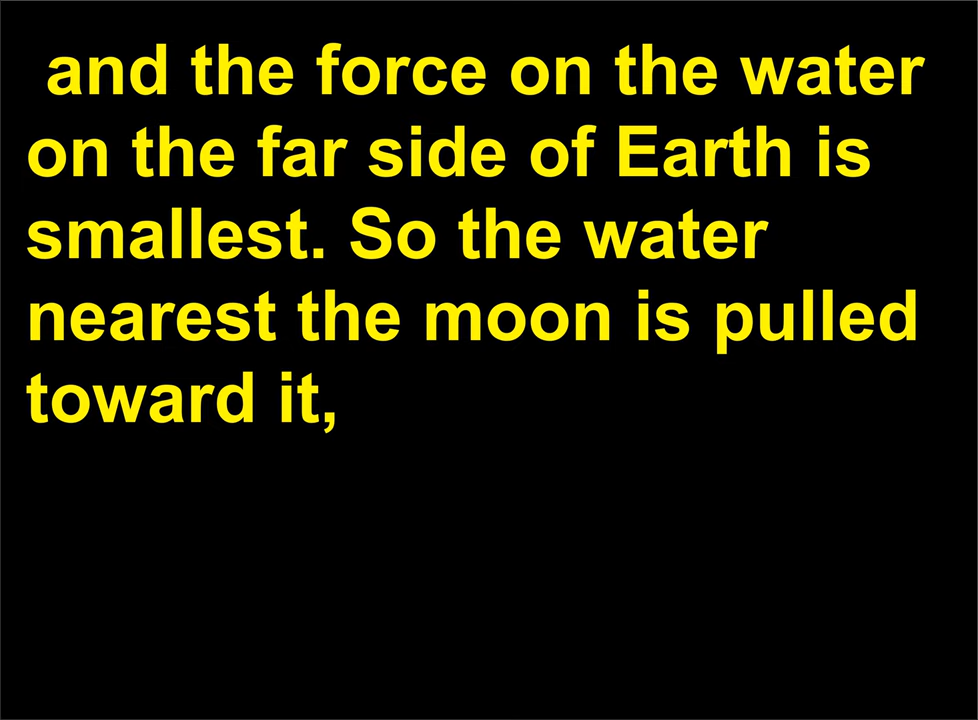 and the force on the water
on the far side of Earth is
smallest. So the water
nearest the moon is pulled
toward it,